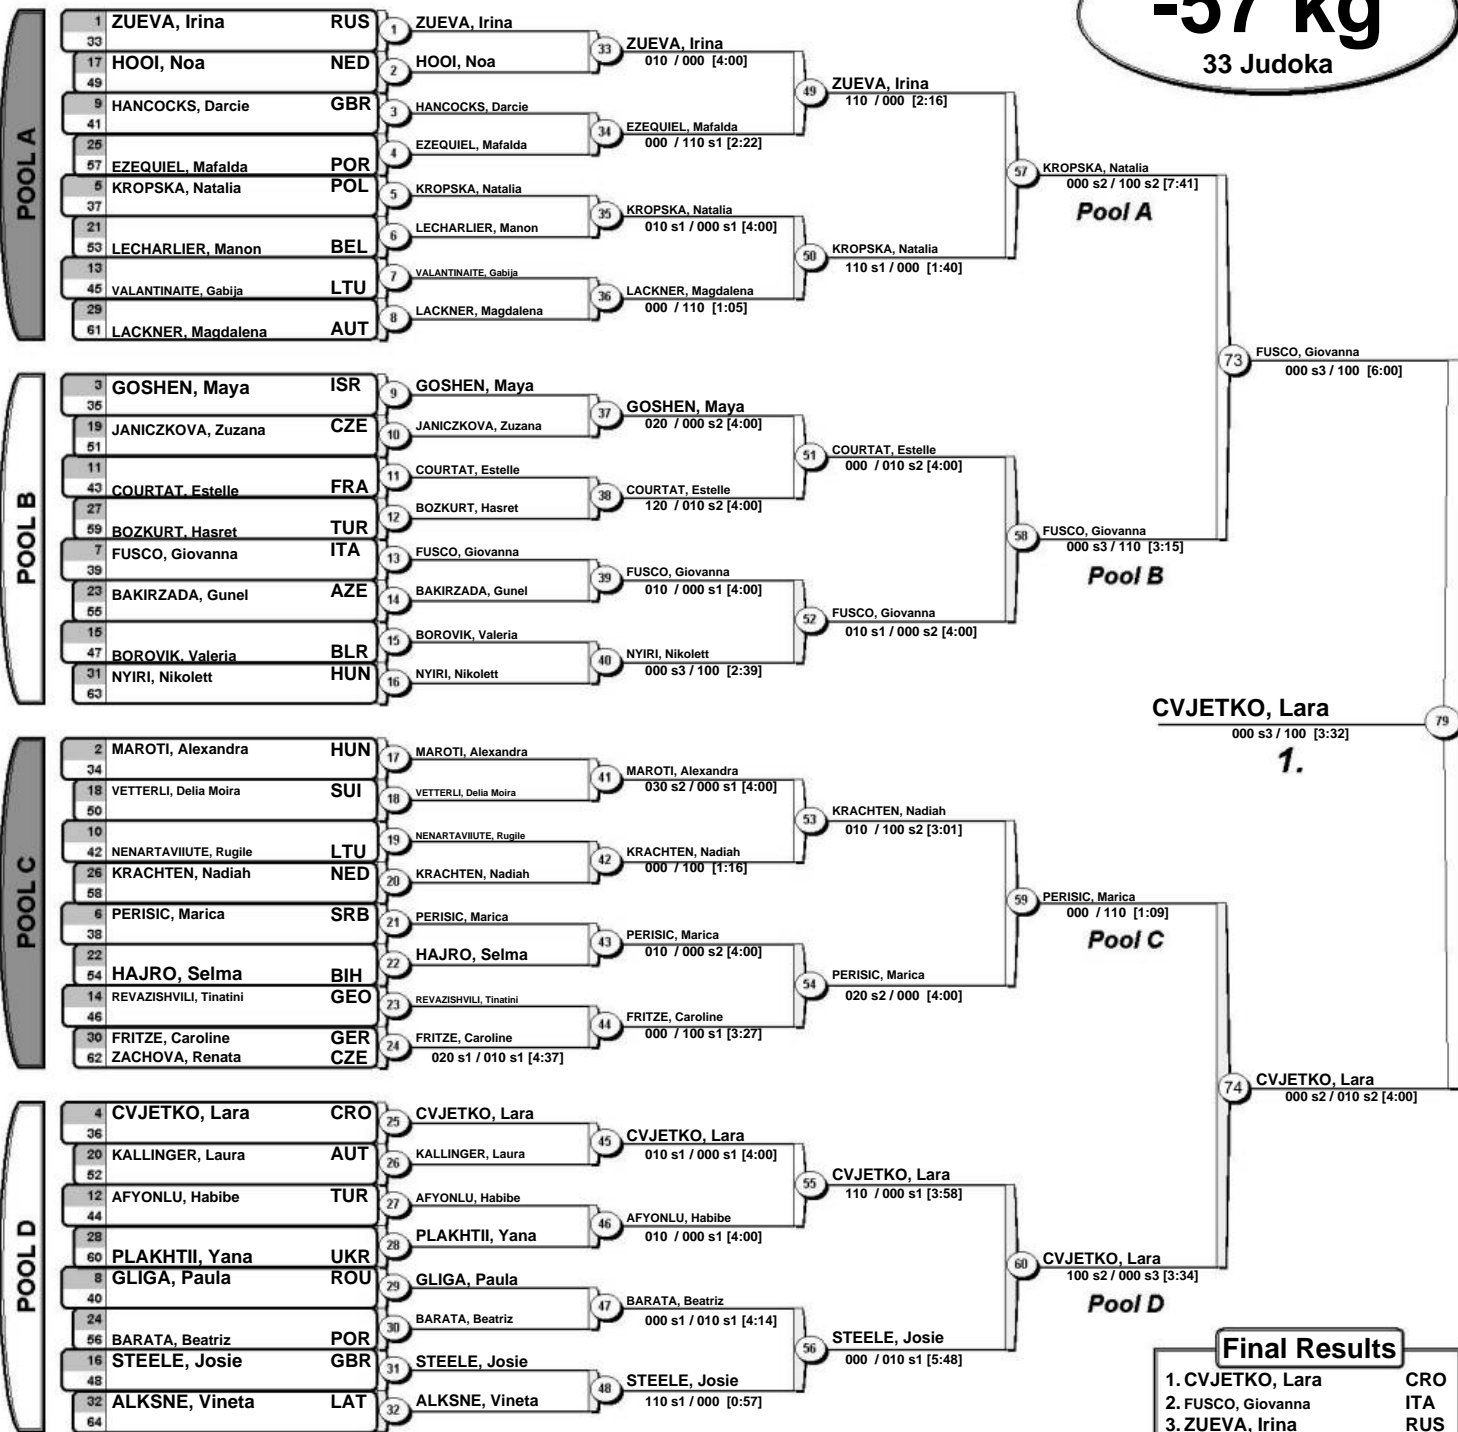 -57 kg
33 Judoka
POOL A
1 ZUEVA, Irina RUS
33
17 HOOI, Noa NED
49
9 HANCOCKS, Darcie GBR
41
25
57 EZEQUIEL, Mafalda POR
5 KROPSKA, Natalia POL
37
21
53 LECHARLIER, Manon BEL
13
45 VALANTINAITE, Gabija LTU
29
61 LACKNER, Magdalena AUT
1 ZUEVA, Irina
2 HOOI, Noa
3 HANCOCKS, Darcie
4 EZEQUIEL, Mafalda
5 KROPSKA, Natalia
6 LECHARLIER, Manon
7 VALANTINAITE, Gabija
8 LACKNER, Magdalena
33 ZUEVA, Irina
010 / 000 [4:00]
34 EZEQUIEL, Mafalda
000 / 110 s1 [2:22]
35 KROPSKA, Natalia
010 s1 / 000 s1 [4:00]
36 LACKNER, Magdalena
000 / 110 [1:05]
49 ZUEVA, Irina
110 / 000 [2:16]
50 KROPSKA, Natalia
110 s1 / 000 [1:40]
57 KROPSKA, Natalia
000 s2 / 100 s2 [7:41]
Pool A
POOL B
3 GOSHEN, Maya ISR
35
19 JANICZKOVA, Zuzana CZE
51
11
43 COURTAT, Estelle FRA
27
59 BOZKURT, Hasret TUR
7 FUSCO, Giovanna ITA
39
23 BAKIRZADA, Gunel AZE
55
15
47 BOROVIK, Valeria BLR
31 NYIRI, Nikolett HUN
63
9 GOSHEN, Maya
10 JANICZKOVA, Zuzana
11 COURTAT, Estelle
12 BOZKURT, Hasret
13 FUSCO, Giovanna
14 BAKIRZADA, Gunel
15 BOROVIK, Valeria
16 NYIRI, Nikolett
37 GOSHEN, Maya
020 / 000 s2 [4:00]
38 COURTAT, Estelle
120 / 010 s2 [4:00]
39 FUSCO, Giovanna
010 / 000 s1 [4:00]
40 NYIRI, Nikolett
000 s3 / 100 [2:39]
51 COURTAT, Estelle
000 / 010 s2 [4:00]
52 FUSCO, Giovanna
010 s1 / 000 s2 [4:00]
58 FUSCO, Giovanna
000 s3 / 110 [3:15]
Pool B
73 FUSCO, Giovanna
000 s3 / 100 [6:00]
CVJETKO, Lara 79
000 s3 / 100 [3:32]
1.
POOL C
2 MAROTI, Alexandra HUN
34
18 VETTERLI, Delia Moira SUI
50
10
42 NENARTAVIIUTE, Rugile LTU
26 KRACHTEN, Nadiah NED
58
6 PERISIC, Marica SRB
38
22
54 HAJRO, Selma BIH
14 REVAZISHVILI, Tinatini GEO
46
30 FRITZE, Caroline GER
62 ZACHOVA, Renata CZE
17 MAROTI, Alexandra
18 VETTERLI, Delia Moira
19 NENARTAVIIUTE, Rugile
20 KRACHTEN, Nadiah
21 PERISIC, Marica
22 HAJRO, Selma
23 REVAZISHVILI, Tinatini
24 FRITZE, Caroline
020 s1 / 010 s1 [4:37]
41 MAROTI, Alexandra
030 s2 / 000 s1 [4:00]
42 KRACHTEN, Nadiah
000 / 100 [1:16]
43 PERISIC, Marica
010 / 000 s2 [4:00]
44 FRITZE, Caroline
000 / 100 s1 [3:27]
53 KRACHTEN, Nadiah
010 / 100 s2 [3:01]
54 PERISIC, Marica
020 s2 / 000 [4:00]
59 PERISIC, Marica
000 / 110 [1:09]
Pool C
POOL D
4 CVJETKO, Lara CRO
36
20 KALLINGER, Laura AUT
52
12 AFYONLU, Habibe TUR
44
28
60 PLAKHTII, Yana UKR
8 GLIGA, Paula ROU
40
24
56 BARATA, Beatriz POR
16 STEELE, Josie GBR
48
32 ALKSNE, Vineta LAT
64
25 CVJETKO, Lara
26 KALLINGER, Laura
27 AFYONLU, Habibe
28 PLAKHTII, Yana
29 GLIGA, Paula
30 BARATA, Beatriz
31 STEELE, Josie
32 ALKSNE, Vineta
45 CVJETKO, Lara
010 s1 / 000 s1 [4:00]
46 AFYONLU, Habibe
010 / 000 s1 [4:00]
47 BARATA, Beatriz
000 s1 / 010 s1 [4:14]
48 STEELE, Josie
110 s1 / 000 [0:57]
55 CVJETKO, Lara
110 / 000 s1 [3:58]
56 STEELE, Josie
000 / 010 s1 [5:48]
60 CVJETKO, Lara
100 s2 / 000 s3 [3:34]
Pool D
74 CVJETKO, Lara
000 s2 / 010 s2 [4:00]
Final Results
1. CVJETKO, Lara CRO
2. FUSCO, Giovanna ITA
3. ZUEVA, Irina RUS